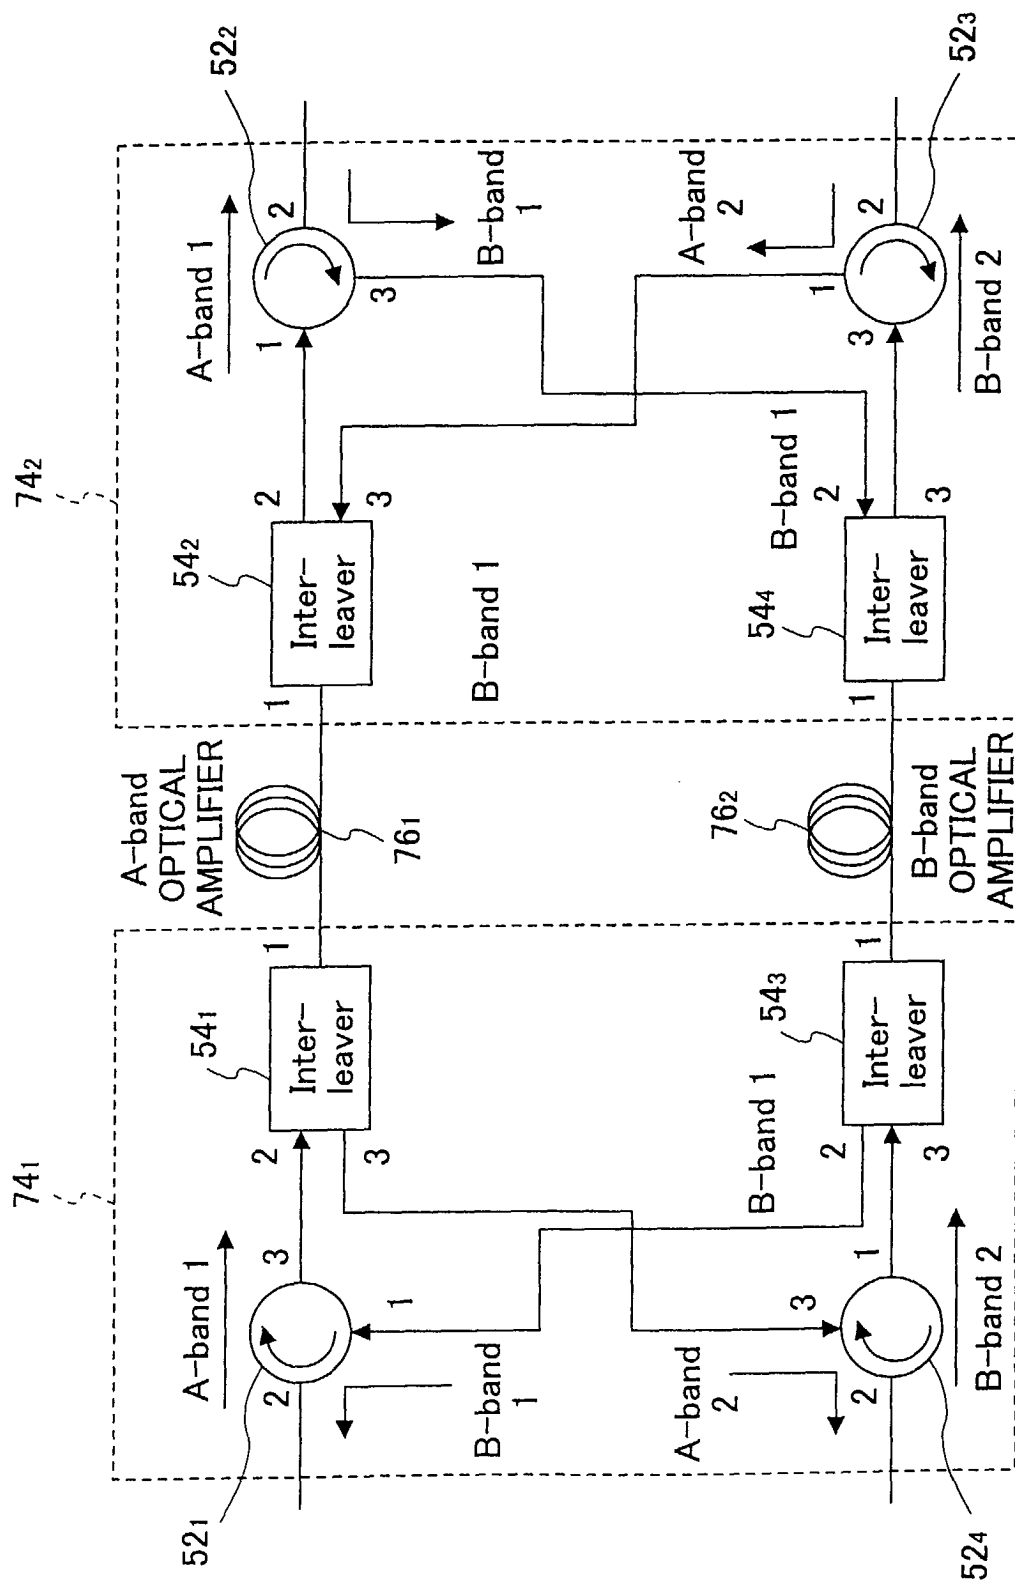 74₁
74₂
52₁
A-band 1
2
3
1
B-band
1
54₁
2
3
Inter-
leaver
1
A-band
OPTICAL
AMPLIFIER
76₁
54₂
1
Inter-
leaver
2
3
B-band 1
A-band 1
1
2
3
52₂
B-band
1
A-band
2
3
1
2
52₄
B-band 2
B-band 1
54₃
2
3
Inter-
leaver
1
76₂
B-band
OPTICAL
AMPLIFIER
54₄
1
Inter-
leaver
2
3
B-band 1
A-band
2
1
3
2
52₃
B-band 2